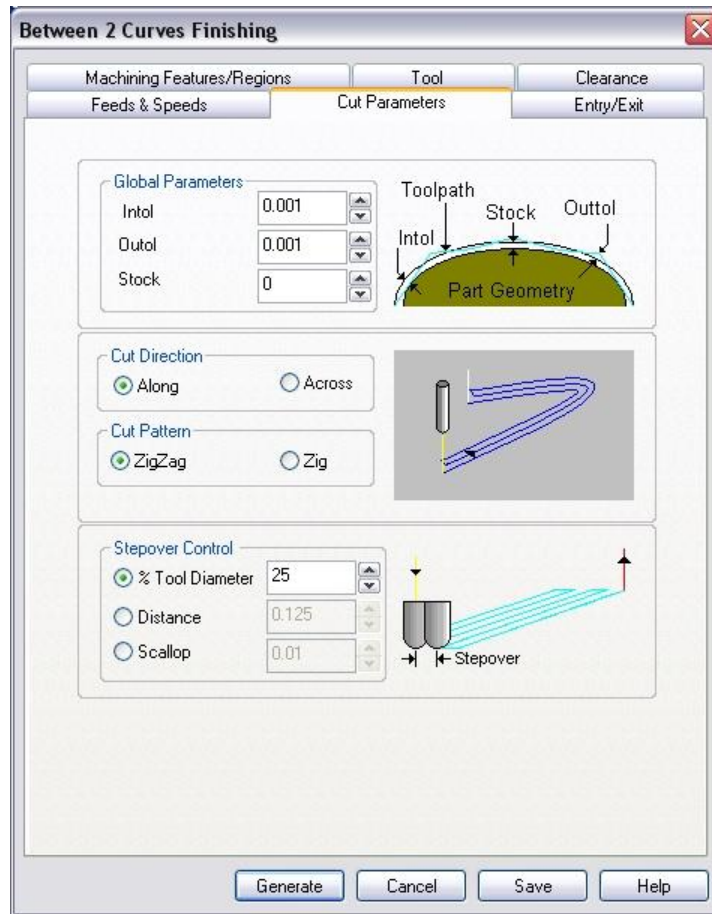 Between 2 Curves Finishing
Machining Features/Regions Tool Clearance
Feeds & Speeds Cut Parameters Entry/Exit
Global Parameters
Intol 0.001
Outol 0.001
Stock 0
Toolpath
Stock Outtol
Intol
Part Geometry
Cut Direction
Along Across
Cut Pattern
ZigZag Zig
Stepover Control
% Tool Diameter 25
Distance 0.125
Scallop 0.01
Stepover
Generate Cancel Save Help